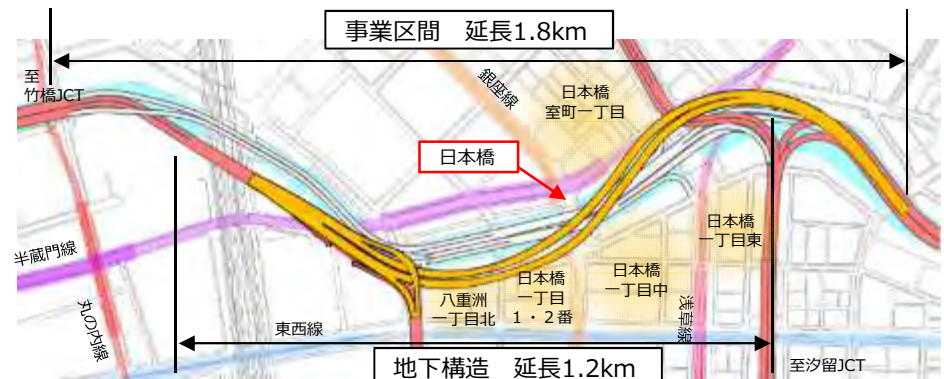 事業区間　延長1.8km
至
竹橋JCT
銀座線
日本橋
室町一丁目
日本橋
日本橋
一丁目東
半蔵門線
日本橋
一丁目中
日本橋
一丁目
１・２番
八重洲
一丁目北
丸の内線
浅草線
東西線
地下構造　延長1.2km
至汐留JCT